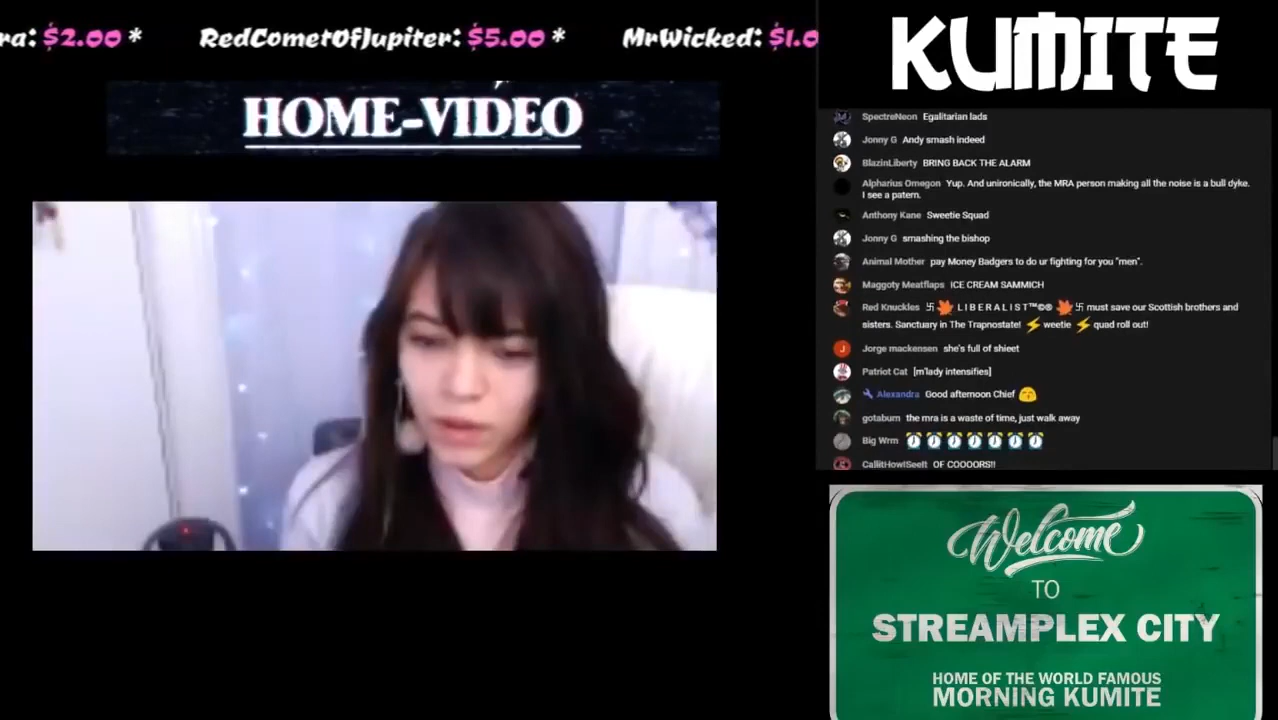 ra: $2.00 * RedCometOfJupiter: $5.00 * MrWicked: $1.0
KUMITE
HOME-VIDEO
SpectreNeon Egalitarian lads
Jonny G Andy smash indeed
BlazinLiberty BRING BACK THE ALARM
Alpharius Omegon Yup. And unironically, the MRA person making all the noise is a bull dyke.
I see a patern.
Anthony Kane Sweetie Squad
Jonny G smashing the bishop
Animal Mother pay Money Badgers to do ur fighting for you "men".
Maggoty Meatflaps ICE CREAM SAMMICH
Red Knuckles 卐 🍁 L I B E R A L I S T™©® 🍁 卐 must save our Scottish brothers and
sisters. Sanctuary in The Trapnostate! ⚡ weetie ⚡ quad roll out!
J Jorge mackensen she's full of shieet
Patriot Cat [m'lady intensifies]
Alexandra Good afternoon Chief 😚
gotabum the mra is a waste of time, just walk away
Big Wrm ⏰ ⏰ ⏰ ⏰ ⏰ ⏰ ⏰
CallitHowISeeIt OF COOOORS!!
Welcome
TO
STREAMPLEX CITY
HOME OF THE WORLD FAMOUS
MORNING KUMITE